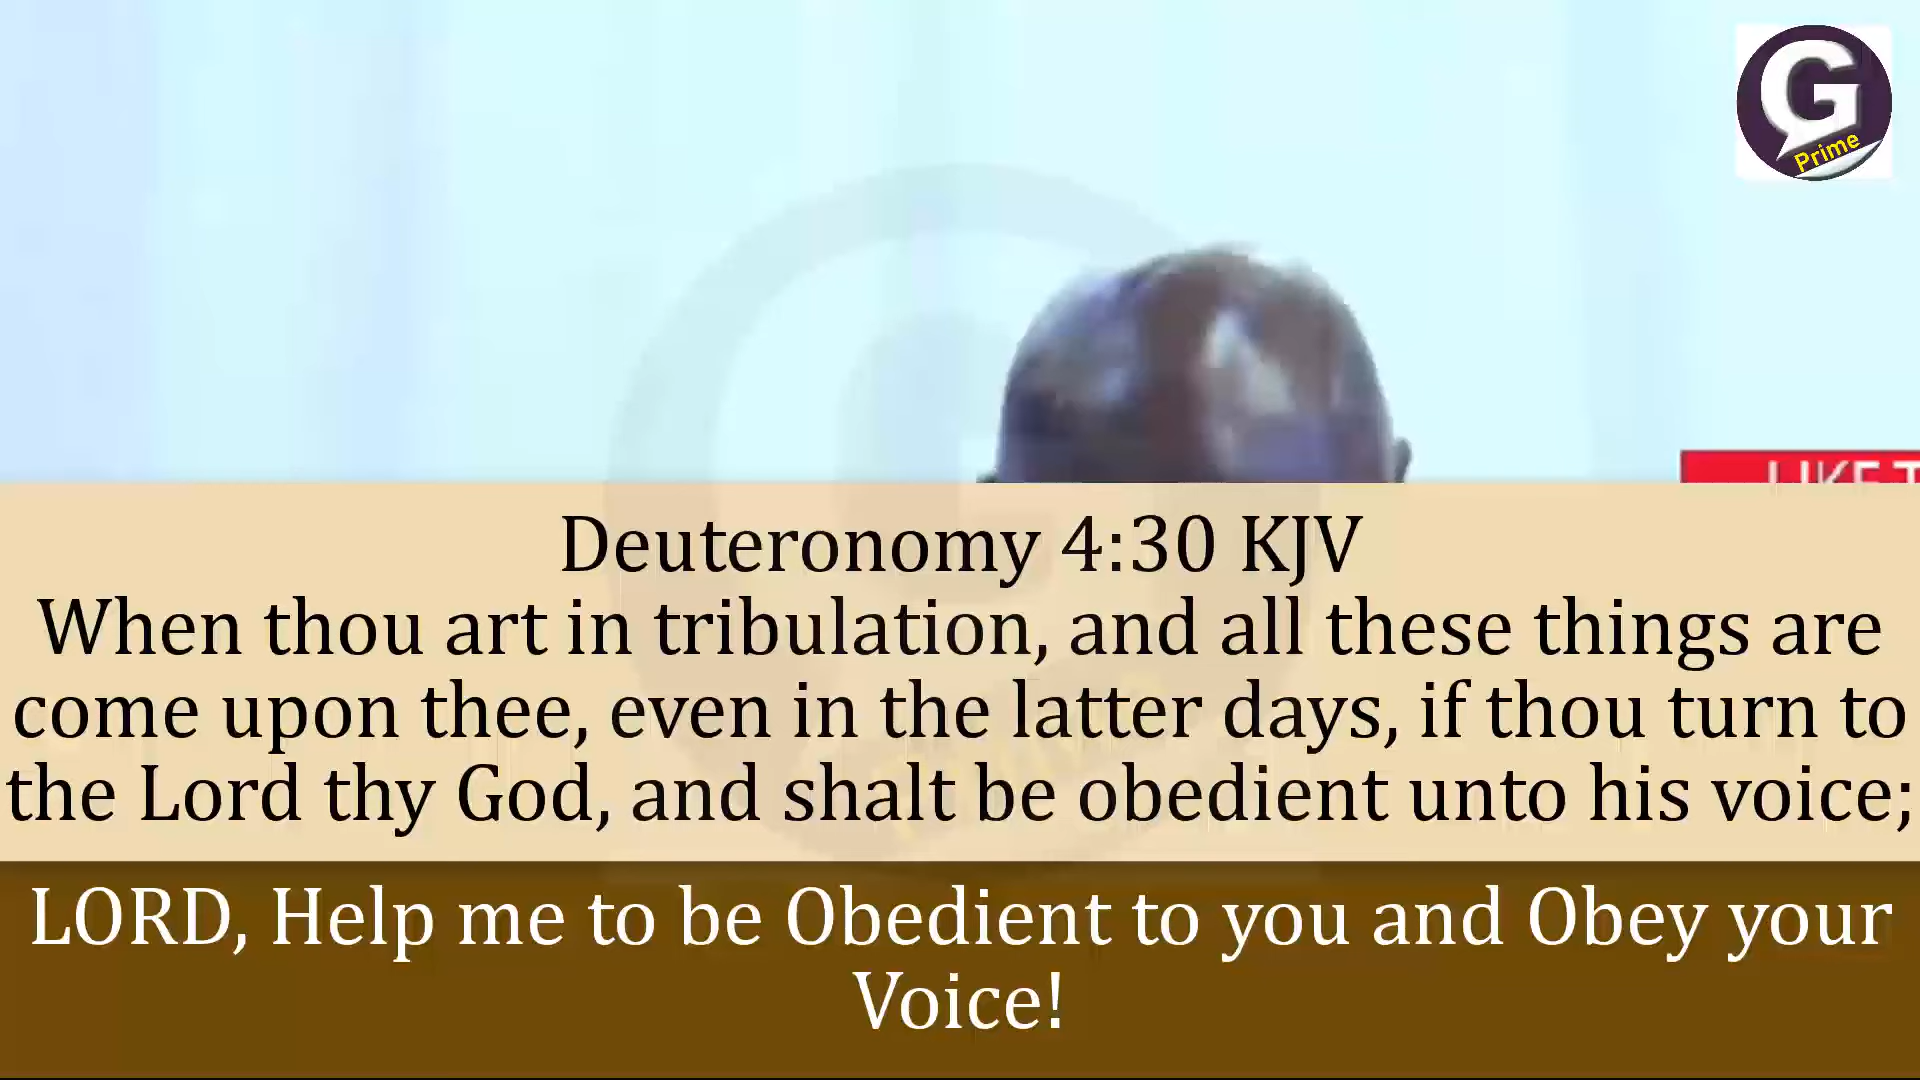 G
Prime
LIKE T
Deuteronomy 4:30 KJV
When thou art in tribulation, and all these things are
come upon thee, even in the latter days, if thou turn to
the Lord thy God, and shalt be obedient unto his voice;
LORD, Help me to be Obedient to you and Obey your
Voice!